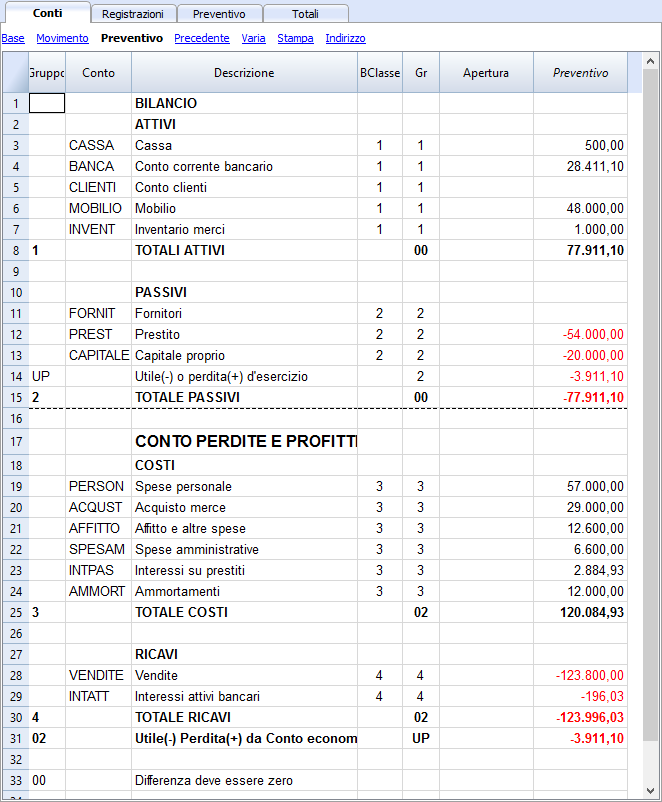 Conti Registrazioni Preventivo Totali
Base Movimento Preventivo Precedente Varia Stampa Indirizzo
Gruppo Conto Descrizione BClasse Gr Apertura Preventivo
1 BILANCIO
2 ATTIVI
3 CASSA Cassa 1 1 500,00
4 BANCA Conto corrente bancario 1 1 28.411,10
5 CLIENTI Conto clienti 1 1
6 MOBILIO Mobilio 1 1 48.000,00
7 INVENT Inventario merci 1 1 1.000,00
8 1 TOTALI ATTIVI 00 77.911,10
9
10 PASSIVI
11 FORNIT Fornitori 2 2
12 PREST Prestito 2 2 -54.000,00
13 CAPITALE Capitale proprio 2 2 -20.000,00
14 UP Utile(-) o perdita(+) d'esercizio 2 -3.911,10
15 2 TOTALE PASSIVI 00 -77.911,10
16
17 CONTO PERDITE E PROFITTI
18 COSTI
19 PERSON Spese personale 3 3 57.000,00
20 ACQUST Acquisto merce 3 3 29.000,00
21 AFFITTO Affitto e altre spese 3 3 12.600,00
22 SPESAM Spese amministrative 3 3 6.600,00
23 INTPAS Interessi su prestiti 3 3 2.884,93
24 AMMORT Ammortamenti 3 3 12.000,00
25 3 TOTALE COSTI 02 120.084,93
26
27 RICAVI
28 VENDITE Vendite 4 4 -123.800,00
29 INTATT Interessi attivi bancari 4 4 -196,03
30 4 TOTALE RICAVI 02 -123.996,03
31 02 Utile(-) Perdita(+) da Conto econom UP -3.911,10
32
33 00 Differenza deve essere zero